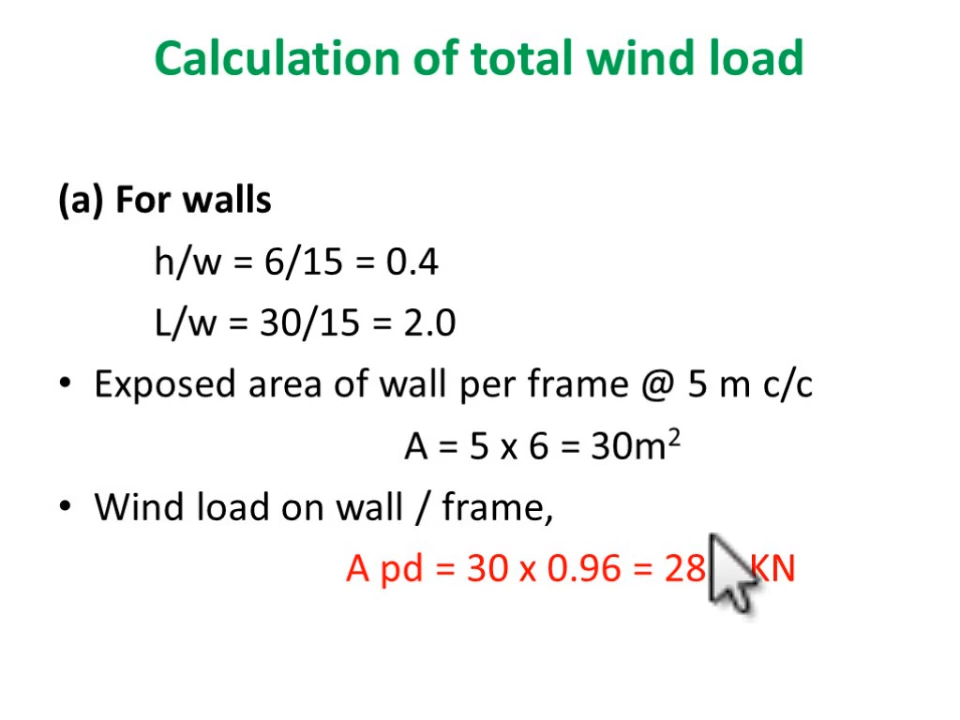 Calculation of total wind load
(a) For walls
h/w = 6/15 = 0.4
L/w = 30/15 = 2.0
• Exposed area of wall per frame @ 5 m c/c
A = 5 x 6 = 30m²
• Wind load on wall / frame,
A pd = 30 x 0.96 = 28 KN